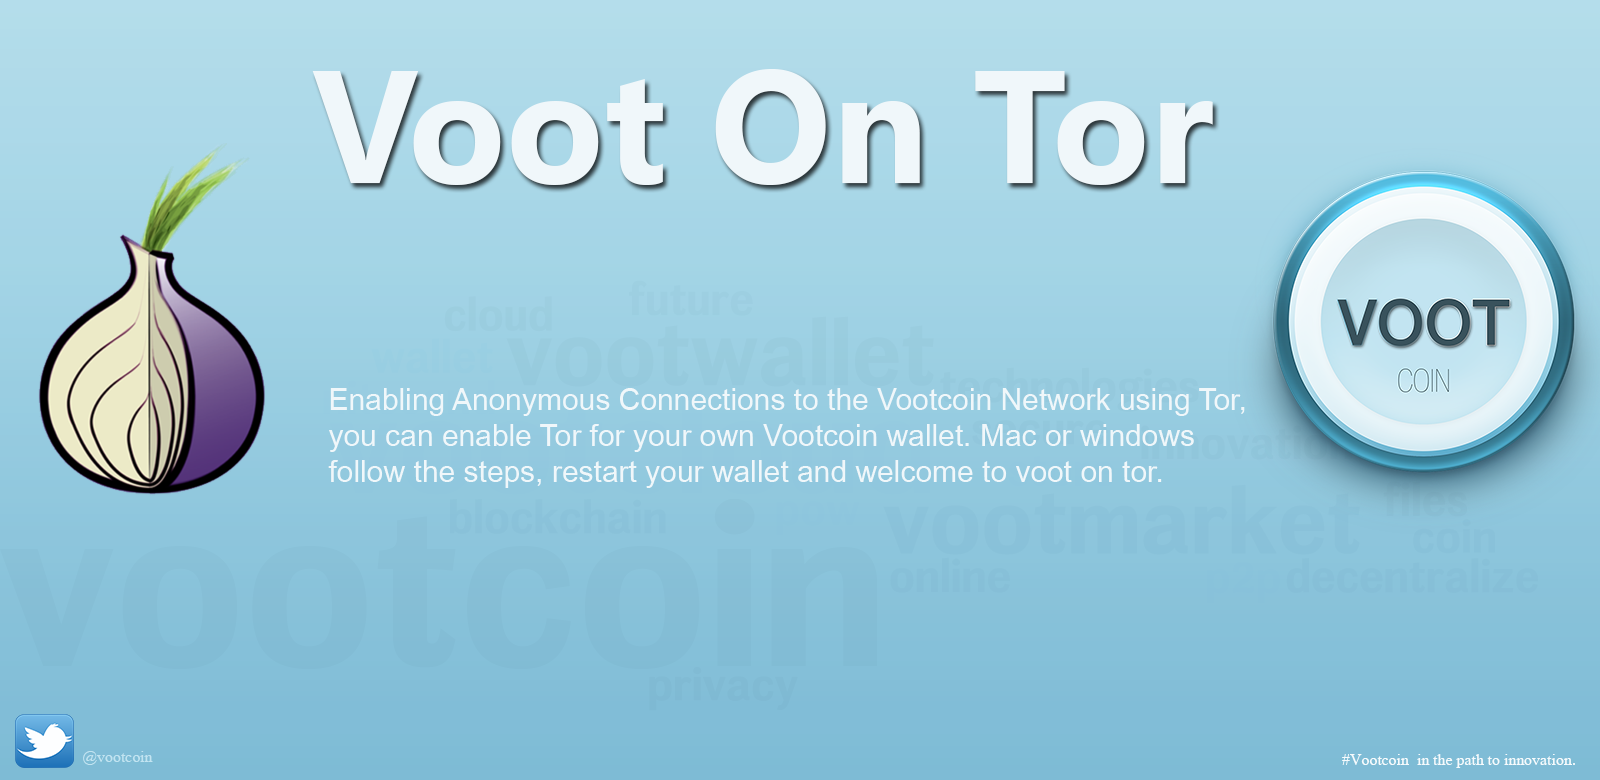 Voot On Tor
VOOT
COIN
cloud
future
wallet
vootwallet
technologies
Enabling Anonymous Connections to the Vootcoin Network using Tor,
you can enable Tor for your own Vootcoin wallet. Mac or windows
follow the steps, restart your wallet and welcome to voot on tor.
blockchain
vootmarket
files
coin
vootcoin
online
decentralize
privacy
@vootcoin
#Vootcoin in the path to innovation.